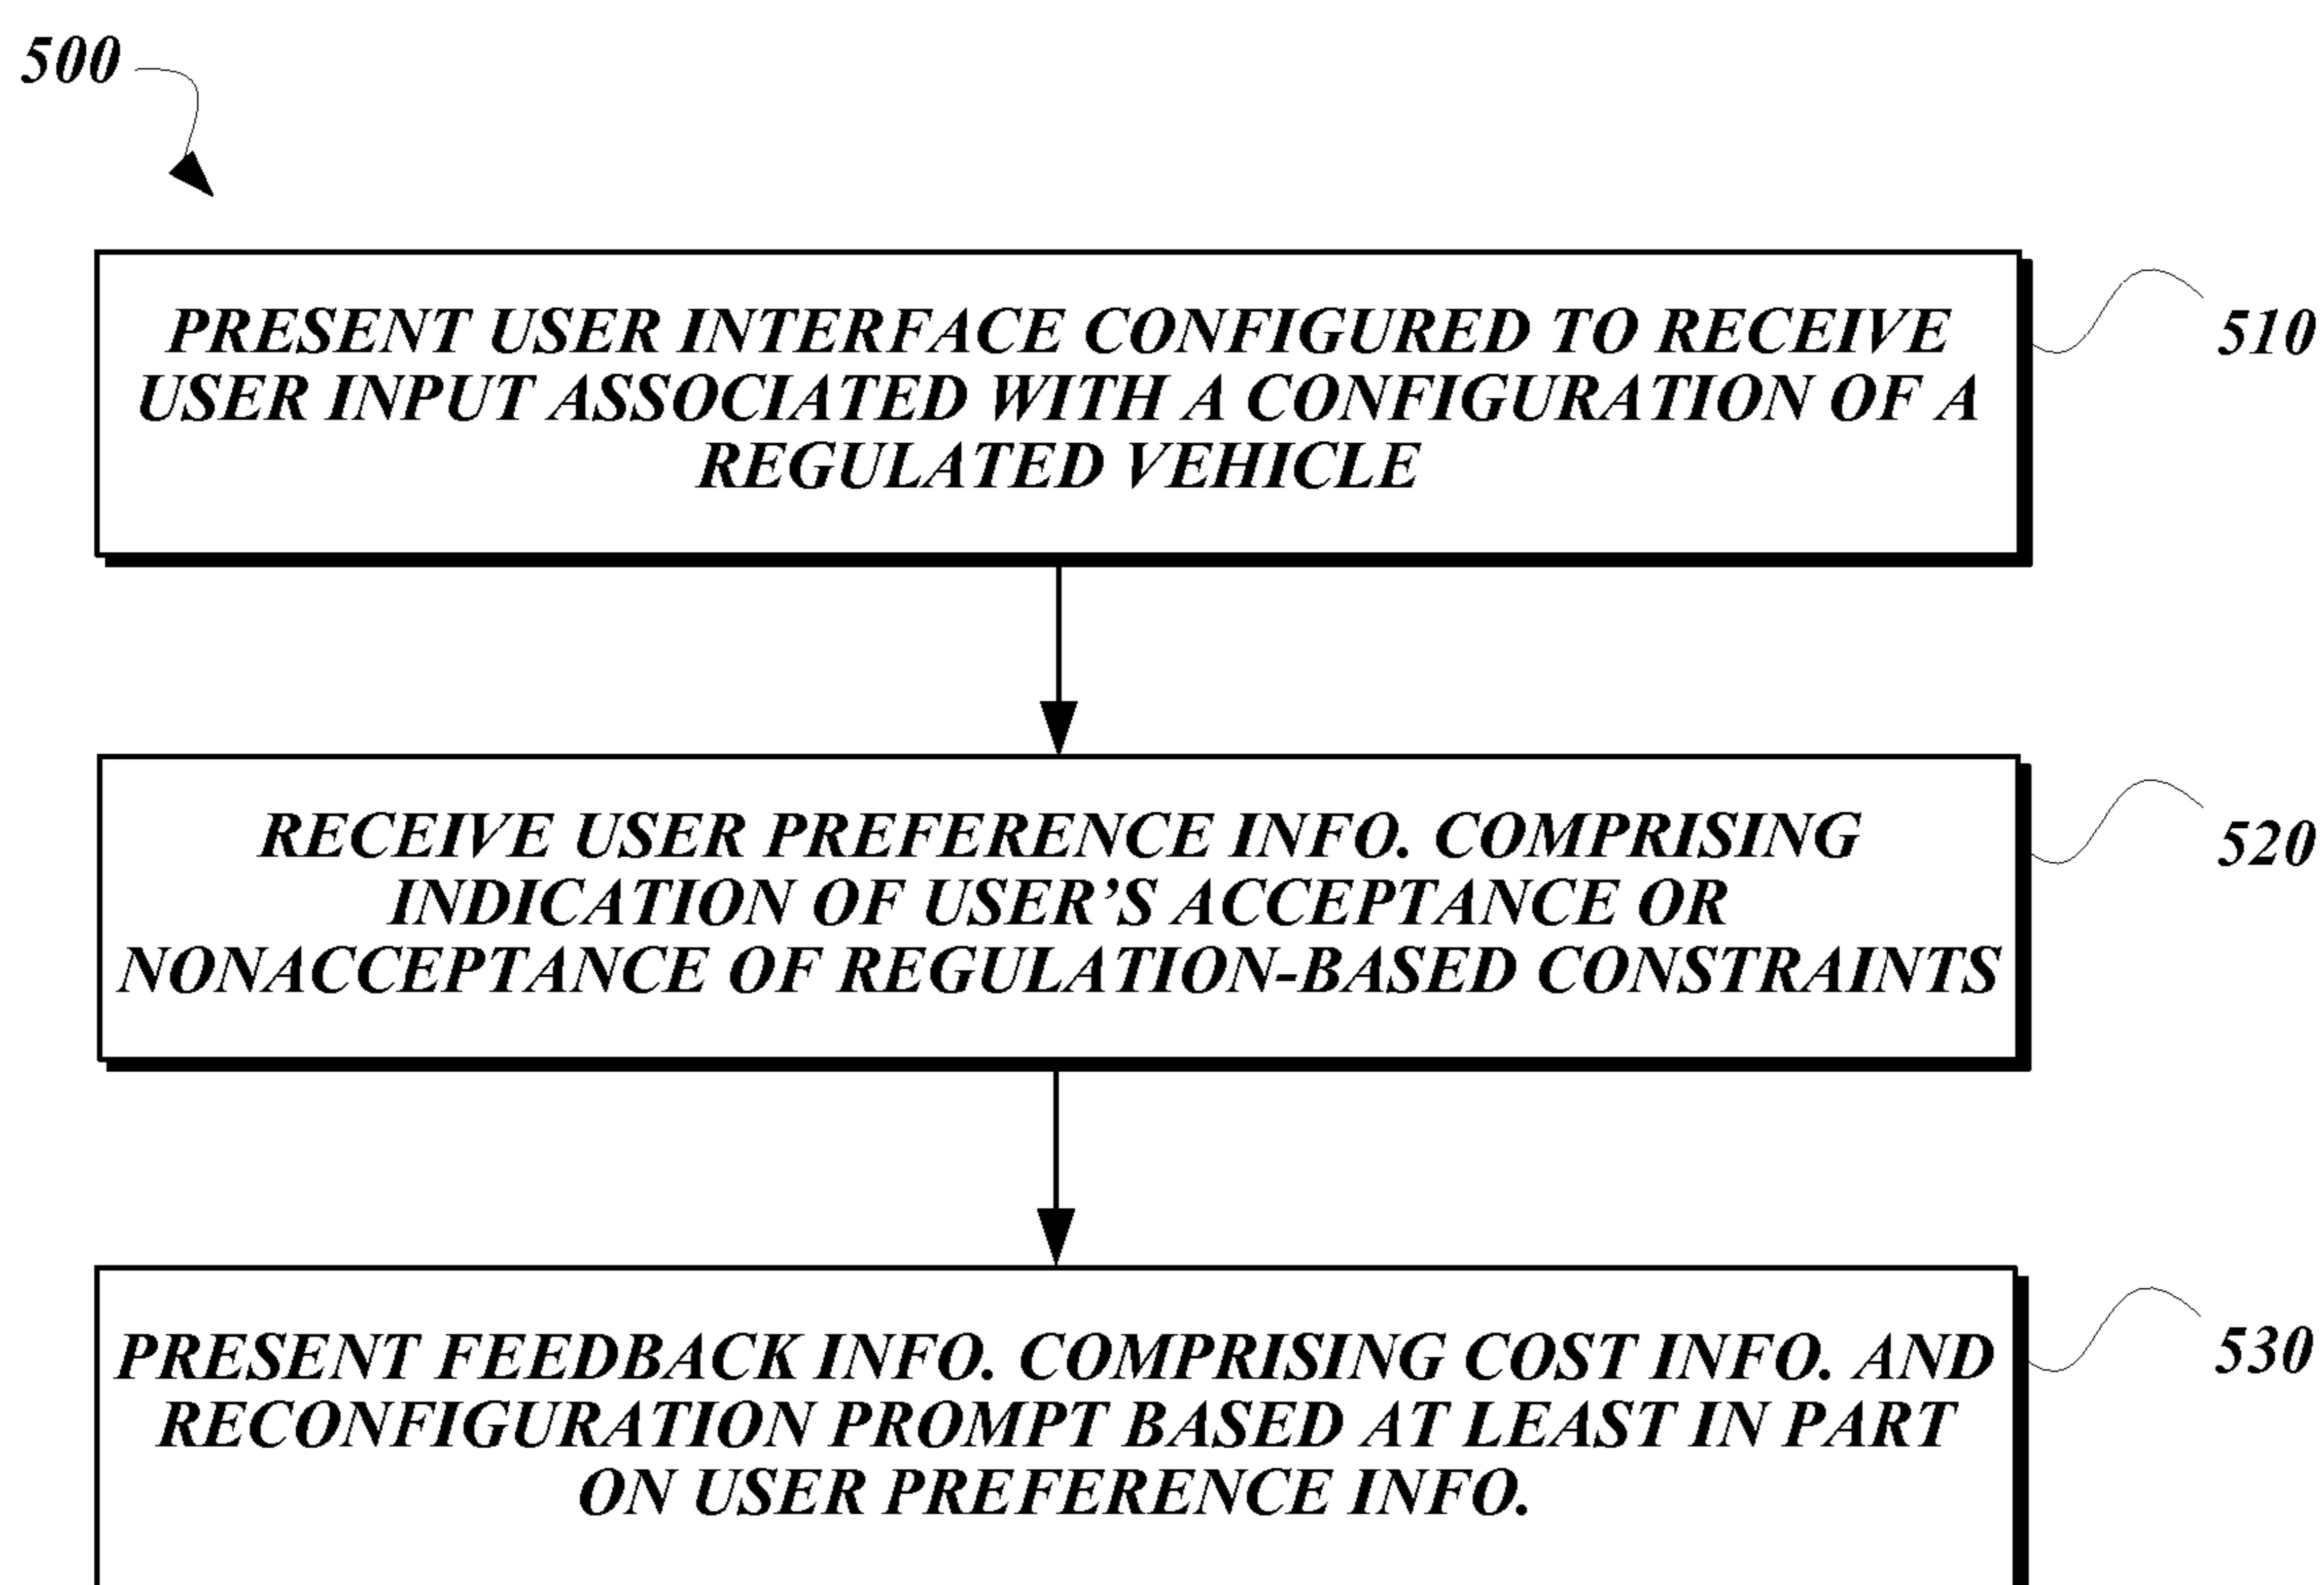 500
PRESENT USER INTERFACE CONFIGURED TO RECEIVE
USER INPUT ASSOCIATED WITH A CONFIGURATION OF A
REGULATED VEHICLE
510
RECEIVE USER PREFERENCE INFO. COMPRISING
INDICATION OF USER’S ACCEPTANCE OR
NONACCEPTANCE OF REGULATION-BASED CONSTRAINTS
520
PRESENT FEEDBACK INFO. COMPRISING COST INFO. AND
RECONFIGURATION PROMPT BASED AT LEAST IN PART
ON USER PREFERENCE INFO.
530